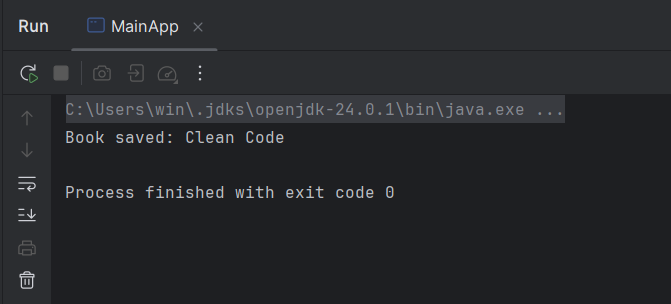 Run MainApp
C:\Users\win\.jdks\openjdk-24.0.1\bin\java.exe ...
Book saved: Clean Code
Process finished with exit code 0